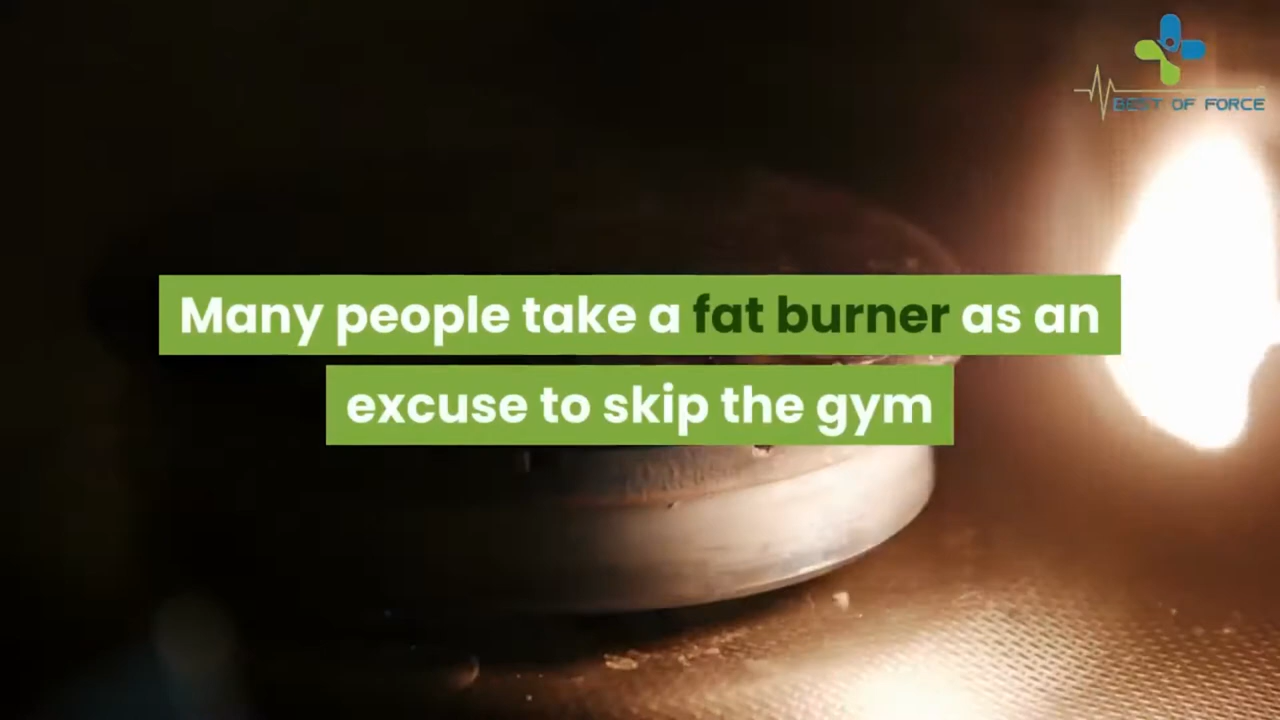 BEST OF FORCE
Many people take a fat burner as an
excuse to skip the gym